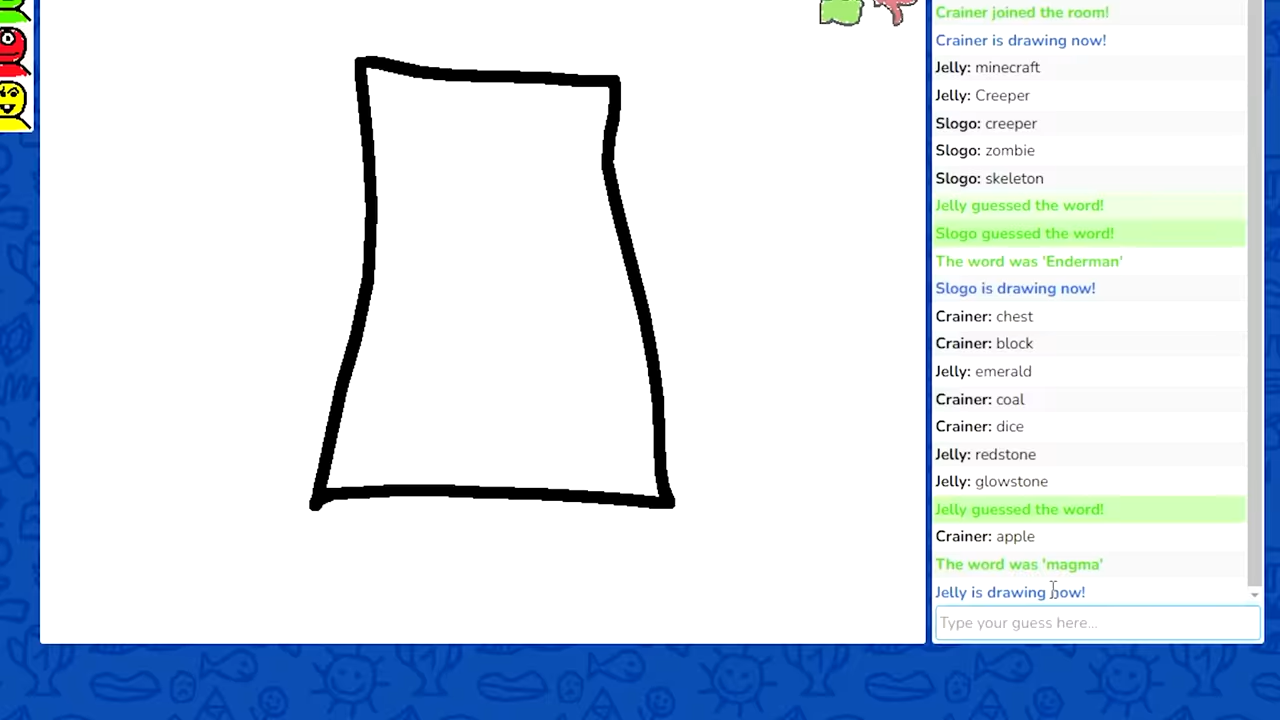 Crainer joined the room!
Crainer is drawing now!
Jelly: minecraft
Jelly: Creeper
Slogo: creeper
Slogo: zombie
Slogo: skeleton
Jelly guessed the word!
Slogo guessed the word!
The word was 'Enderman'
Slogo is drawing now!
Crainer: chest
Crainer: block
Jelly: emerald
Crainer: coal
Crainer: dice
Jelly: redstone
Jelly: glowstone
Jelly guessed the word!
Crainer: apple
The word was 'magma'
Jelly is drawing now!
Type your guess here...